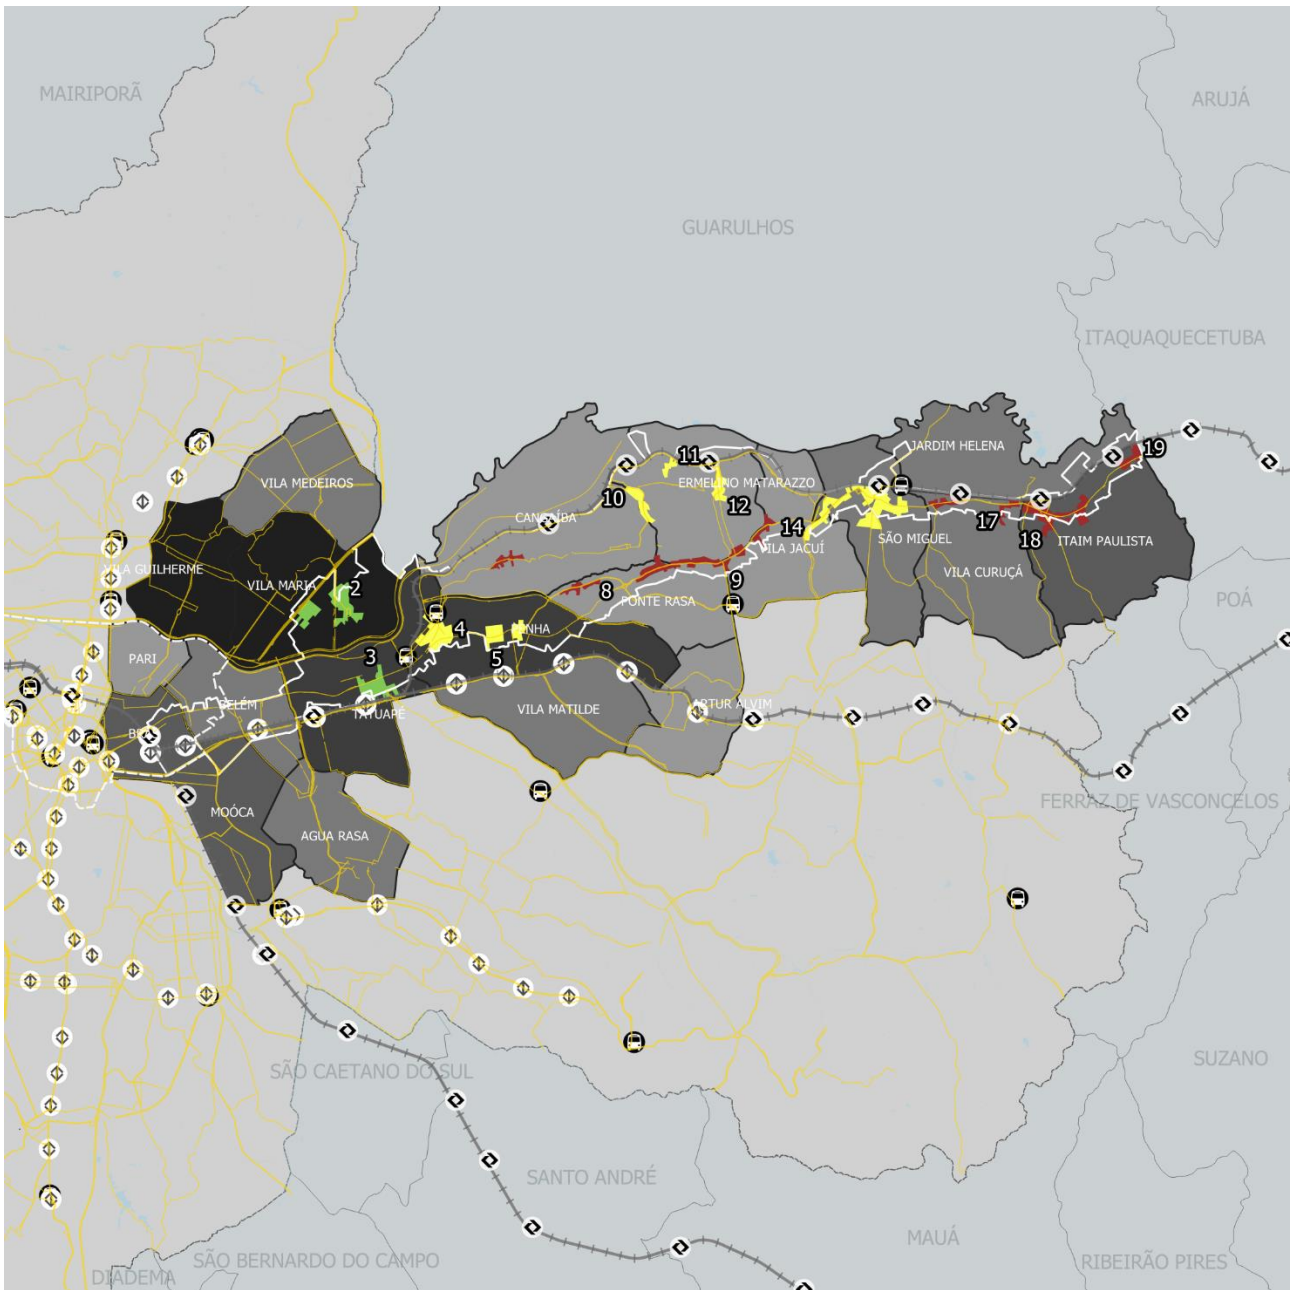 MAIRIPORÃ
ARUJÁ
GUARULHOS
ITAQUAQUECETUBA
JARDIM HELENA
19
11
VILA MEDEIROS
ERMELINO MATARAZZO
10
12
CANGAÍBA
14
17
SÃO MIGUEL
18
ITAIM PAULISTA
VILA JACUÍ
VILA GUILHERME
VILA MARIA
2
VILA CURUÇÁ
9
8
PONTE RASA
POÁ
4
PENHA
PARI
3
5
BELÉM
ARTUR ALVIM
VILA MATILDE
TATUAPÉ
FERRAZ DE VASCONCELOS
MOÓCA
AGUA RASA
SUZANO
SÃO CAETANO DO SUL
SANTO ANDRÉ
MAUÁ
SÃO BERNARDO DO CAMPO
RIBEIRÃO PIRES
DIADEMA